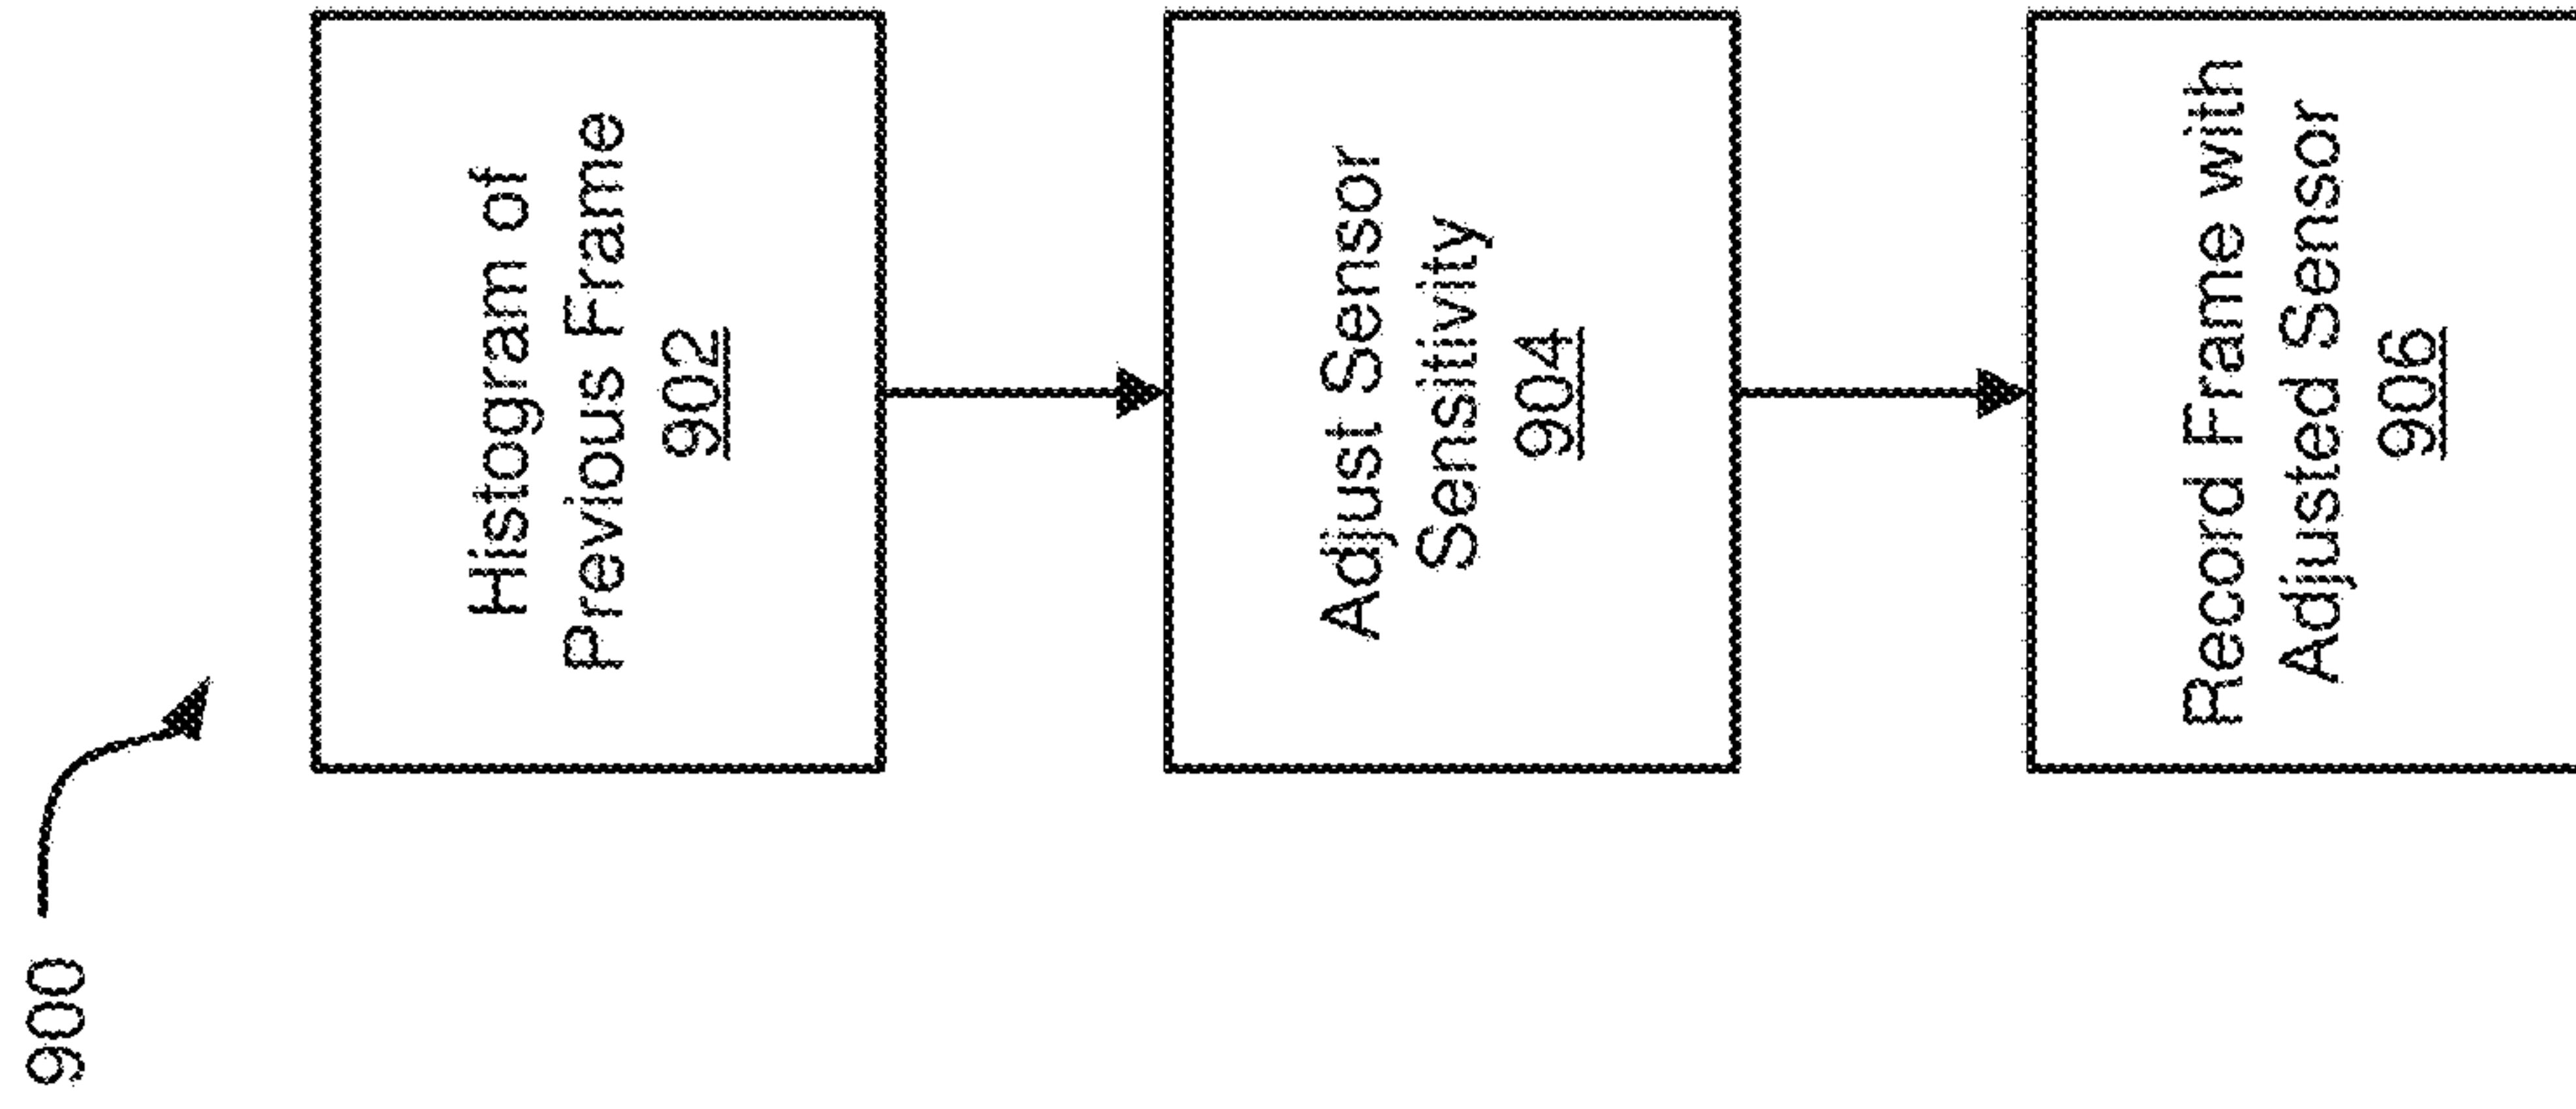 900
Histogram of
Previous Frame
902
Adjust Sensor
Sensitivity
904
Record Frame with
Adjusted Sensor
906